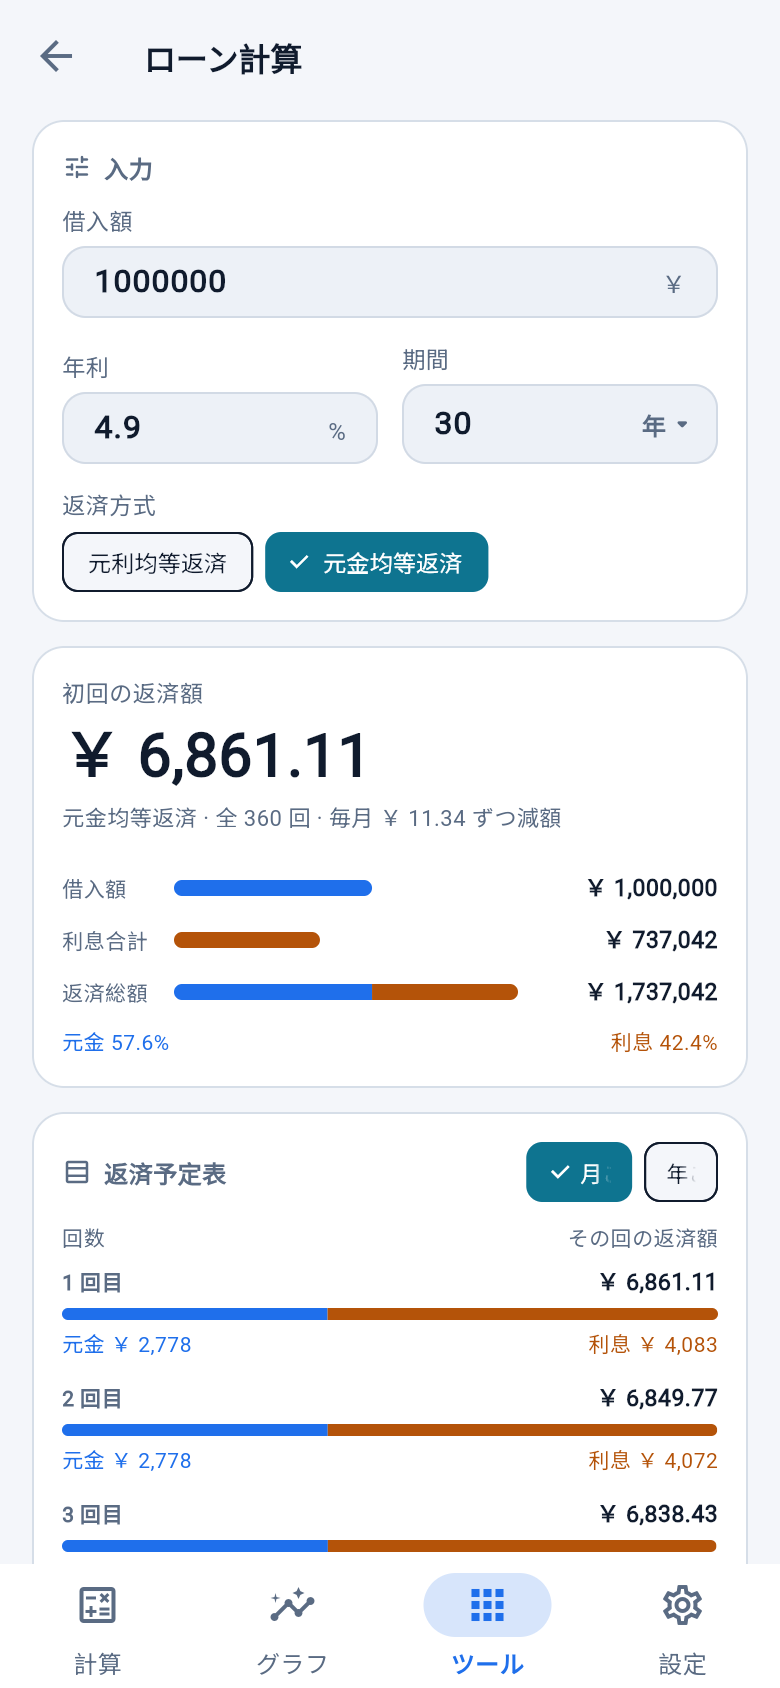 ローン計算
入力
借入額
1000000 ¥
年利
期間
4.9 %
30 年
返済方式
元利均等返済
元金均等返済
初回の返済額
¥ 6,861.11
元金均等返済 · 全 360 回 · 毎月 ¥ 11.34 ずつ減額
借入額 ¥ 1,000,000
利息合計 ¥ 737,042
返済総額 ¥ 1,737,042
元金 57.6% 利息 42.4%
返済予定表
月
年
回数 その回の返済額
1 回目 ¥ 6,861.11
元金 ¥ 2,778 利息 ¥ 4,083
2 回目 ¥ 6,849.77
元金 ¥ 2,778 利息 ¥ 4,072
3 回目 ¥ 6,838.43
計算
グラフ
ツール
設定